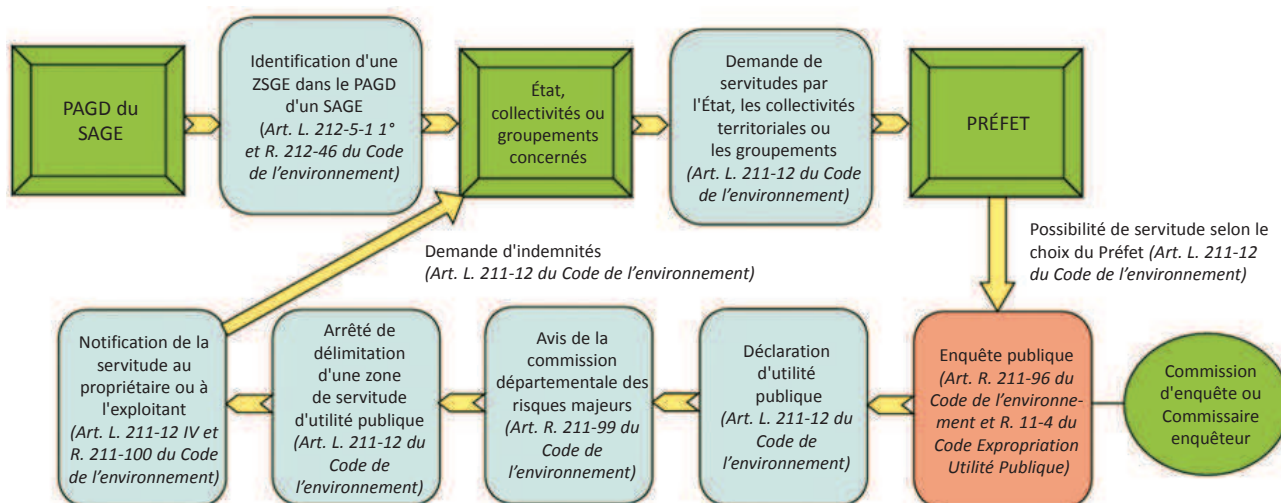 PAGD du
SAGE
Identification d'une
ZSGE dans le PAGD
d'un SAGE
(Art. L. 212-5-1 1°
et R. 212-46 du Code
de l’environnement)
État,
collectivités ou
groupements
concernés
Demande de
servitudes par
l'État, les collectivités
territoriales ou
les groupements
(Art. L. 211-12 du Code
de l’environnement)
PRÉFET
Possibilité de servitude selon le
choix du Préfet (Art. L. 211-12
du Code de l’environnement)
Demande d'indemnités
(Art. L. 211-12 du Code de l’environnement)
Notification de la
servitude au
propriétaire ou à
l'exploitant
(Art. L. 211-12 IV et
R. 211-100 du Code
de l’environnement)
Arrêté de
délimitation
d'une zone
de servitude
d'utilité publique
(Art. L. 211-12 du
Code de
l’environnement)
Avis de la
commission
départementale des
risques majeurs
(Art. R. 211-99 du
Code de
l’environnement)
Déclaration
d'utilité
publique
(Art. L. 211-12 du
Code de
l’environnement)
Enquête publique
(Art. R. 211-96 du
Code de l’environne-
ment et R. 11-4 du
Code Expropriation
Utilité Publique)
Commission
d'enquête ou
Commissaire
enquêteur